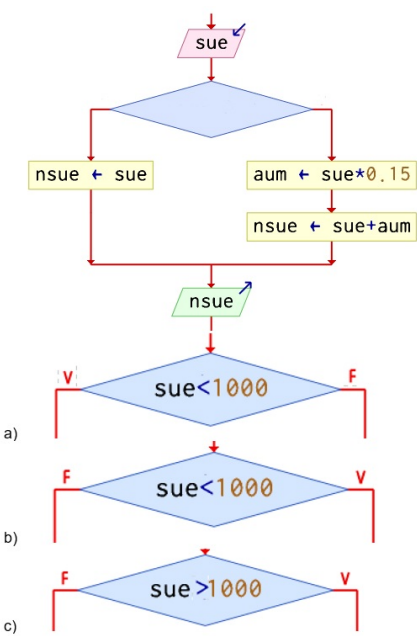 sue
nsue ← sue
aum ← sue*0.15
nsue ← sue+aum
nsue
V
F
sue<1000
a)
F
V
sue<1000
b)
F
V
sue>1000
c)